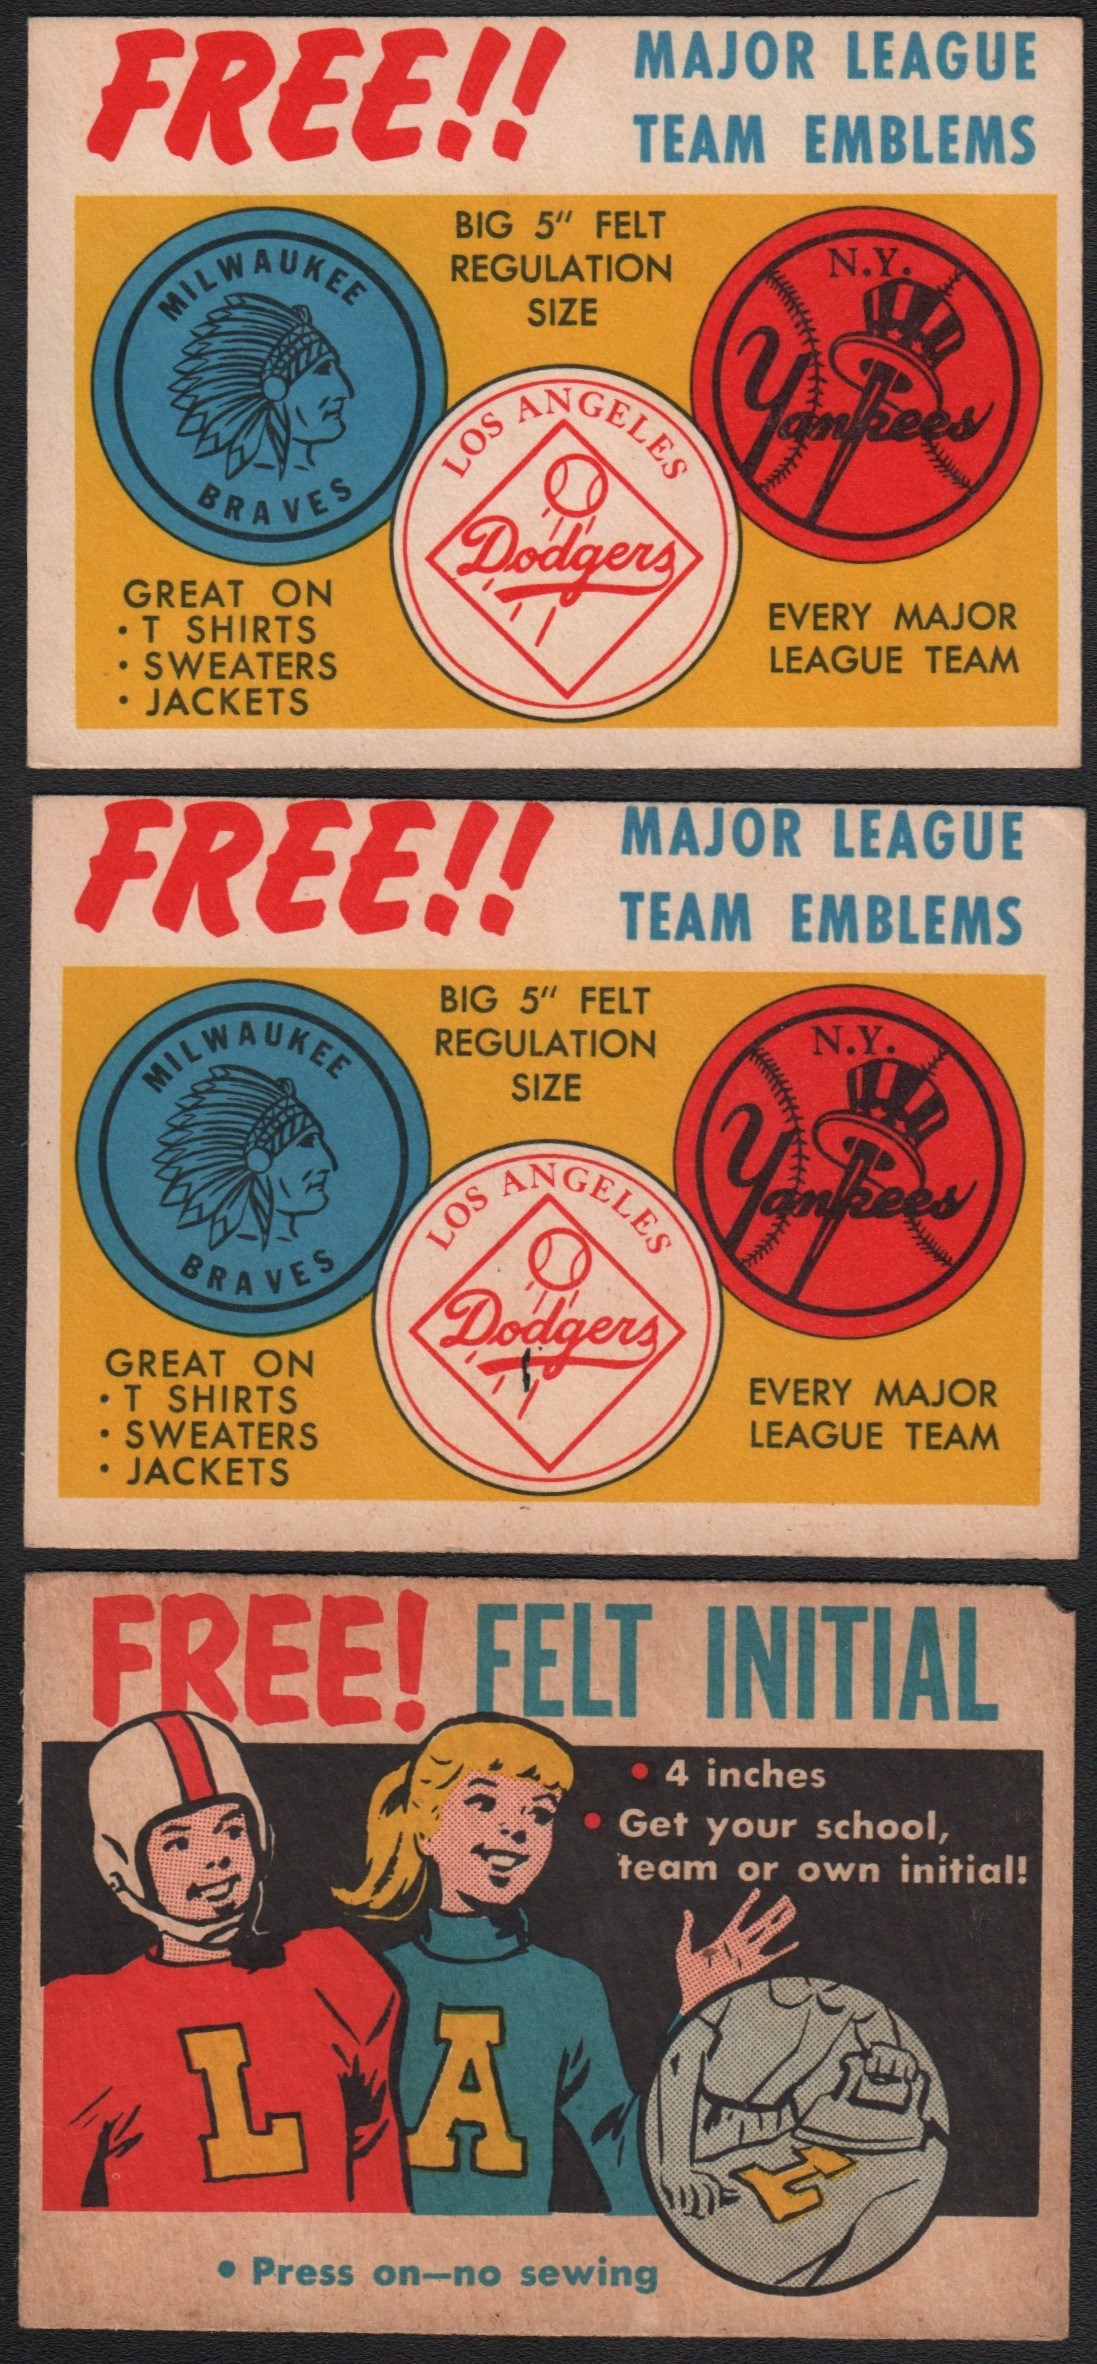 FREE!!
MAJOR LEAGUE
TEAM EMBLEMS
BIG 5" FELT
REGULATION
SIZE
MILWAUKEE
BRAVES
LOS ANGELES
Dodgers
N.Y.
Yankees
GREAT ON
• T SHIRTS
• SWEATERS
• JACKETS
EVERY MAJOR
LEAGUE TEAM
FREE!!
MAJOR LEAGUE
TEAM EMBLEMS
BIG 5" FELT
REGULATION
SIZE
MILWAUKEE
BRAVES
LOS ANGELES
Dodgers
N.Y.
Yankees
GREAT ON
• T SHIRTS
• SWEATERS
• JACKETS
EVERY MAJOR
LEAGUE TEAM
FREE! FELT INITIAL
• 4 inches
• Get your school,
team or own initial!
L
A
L
• Press on—no sewing